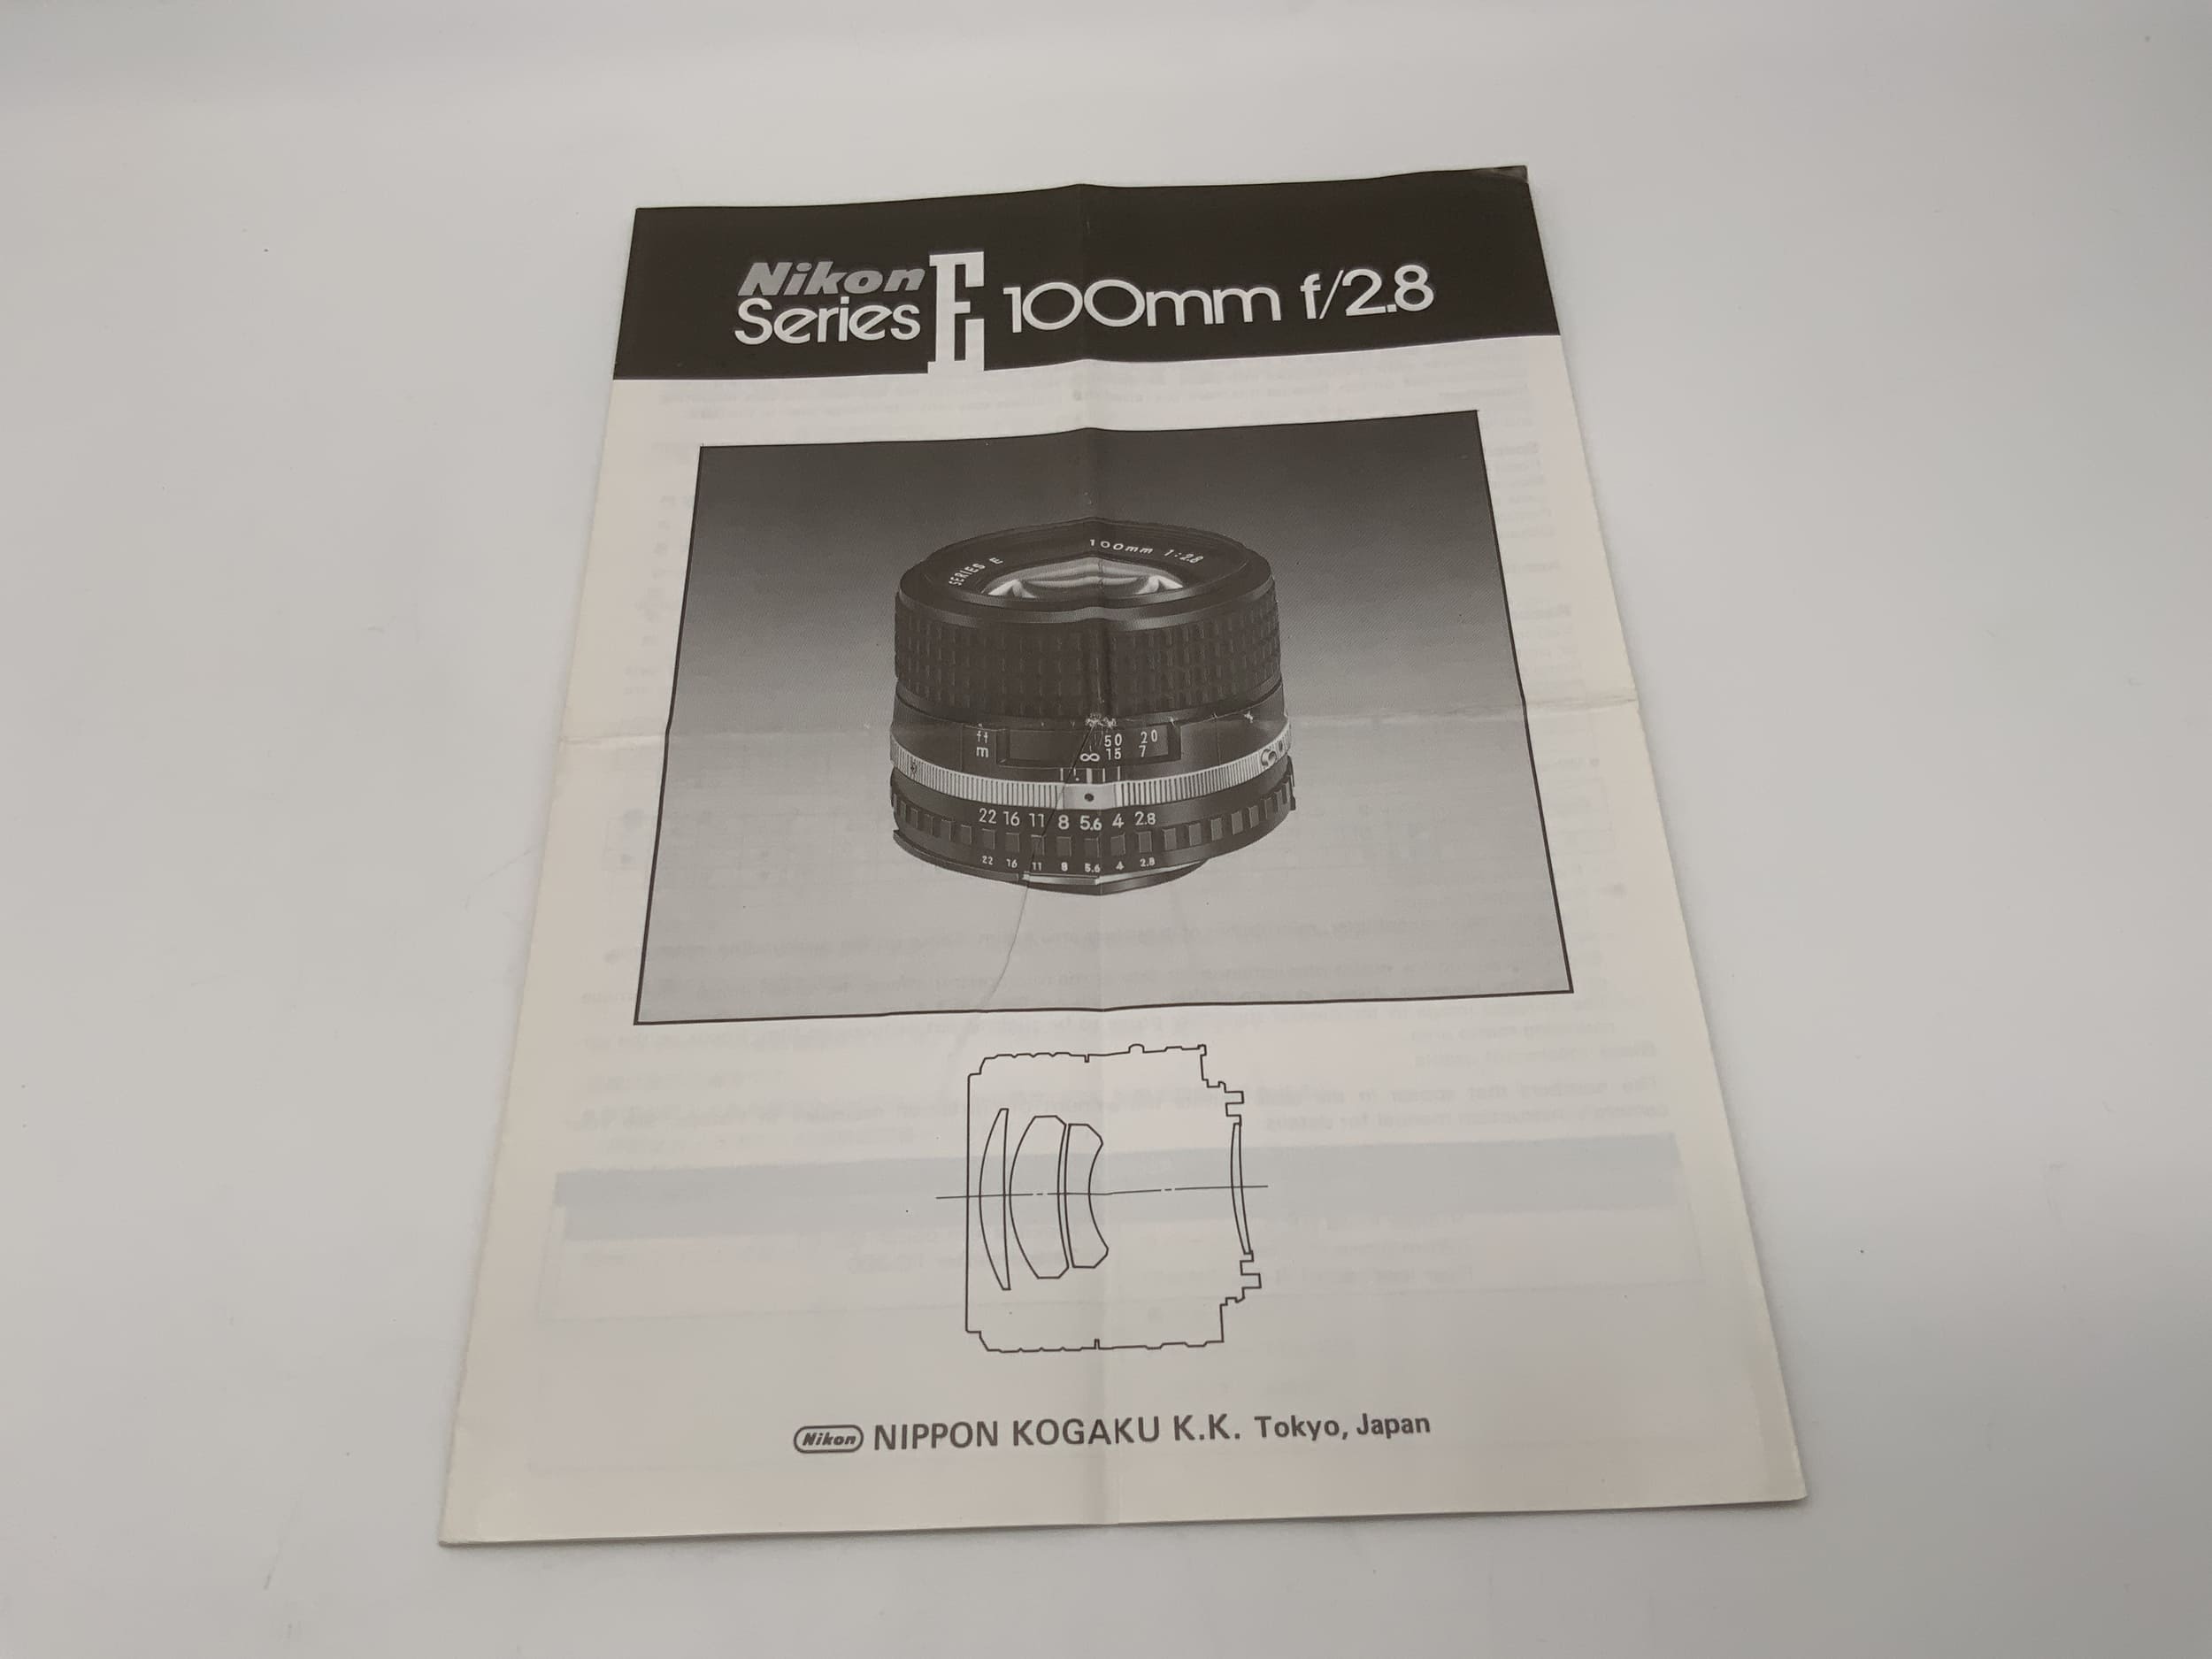 Nikon
Series E 100mm f/2.8
SERIES E 100mm 1:2.8
ft 50 20
m ∞ 15 7
22 16 11 8 5.6 4 2.8
22 16 11 8 5.6 4 2.8
Nikon NIPPON KOGAKU K.K. Tokyo, Japan